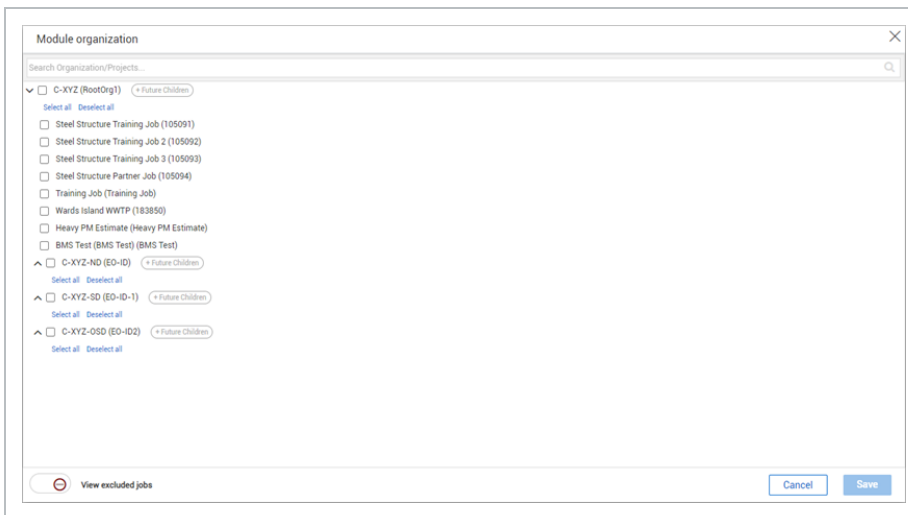 Module organization
Search Organization/Projects...
C-XYZ (RootOrg1) + Future Children
Select all Deselect all
Steel Structure Training Job (105091)
Steel Structure Training Job 2 (105092)
Steel Structure Training Job 3 (105093)
Steel Structure Partner Job (105094)
Training Job (Training Job)
Wards Island WWTP (183850)
Heavy PM Estimate (Heavy PM Estimate)
BMS Test (BMS Test) (BMS Test)
C-XYZ-ND (EO-ID) + Future Children
Select all Deselect all
C-XYZ-SD (EO-ID-1) + Future Children
Select all Deselect all
C-XYZ-OSD (EO-ID2) + Future Children
Select all Deselect all
View excluded jobs Cancel Save